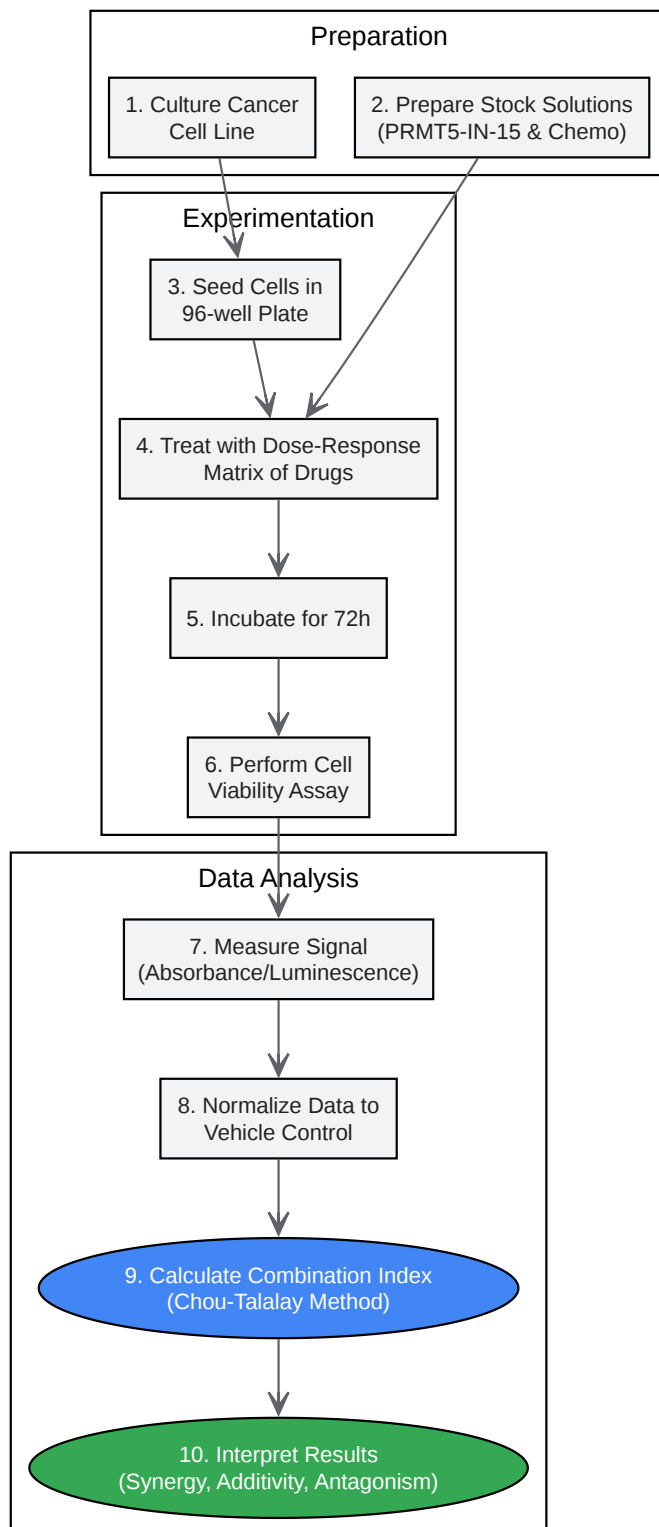 Preparation
1. Culture Cancer
Cell Line
2. Prepare Stock Solutions
(PRMT5-IN-15 & Chemo)
Experimentation
3. Seed Cells in
96-well Plate
4. Treat with Dose-Response
Matrix of Drugs
5. Incubate for 72h
6. Perform Cell
Viability Assay
Data Analysis
7. Measure Signal
(Absorbance/Luminescence)
8. Normalize Data to
Vehicle Control
9. Calculate Combination Index
(Chou-Talalay Method)
10. Interpret Results
(Synergy, Additivity, Antagonism)